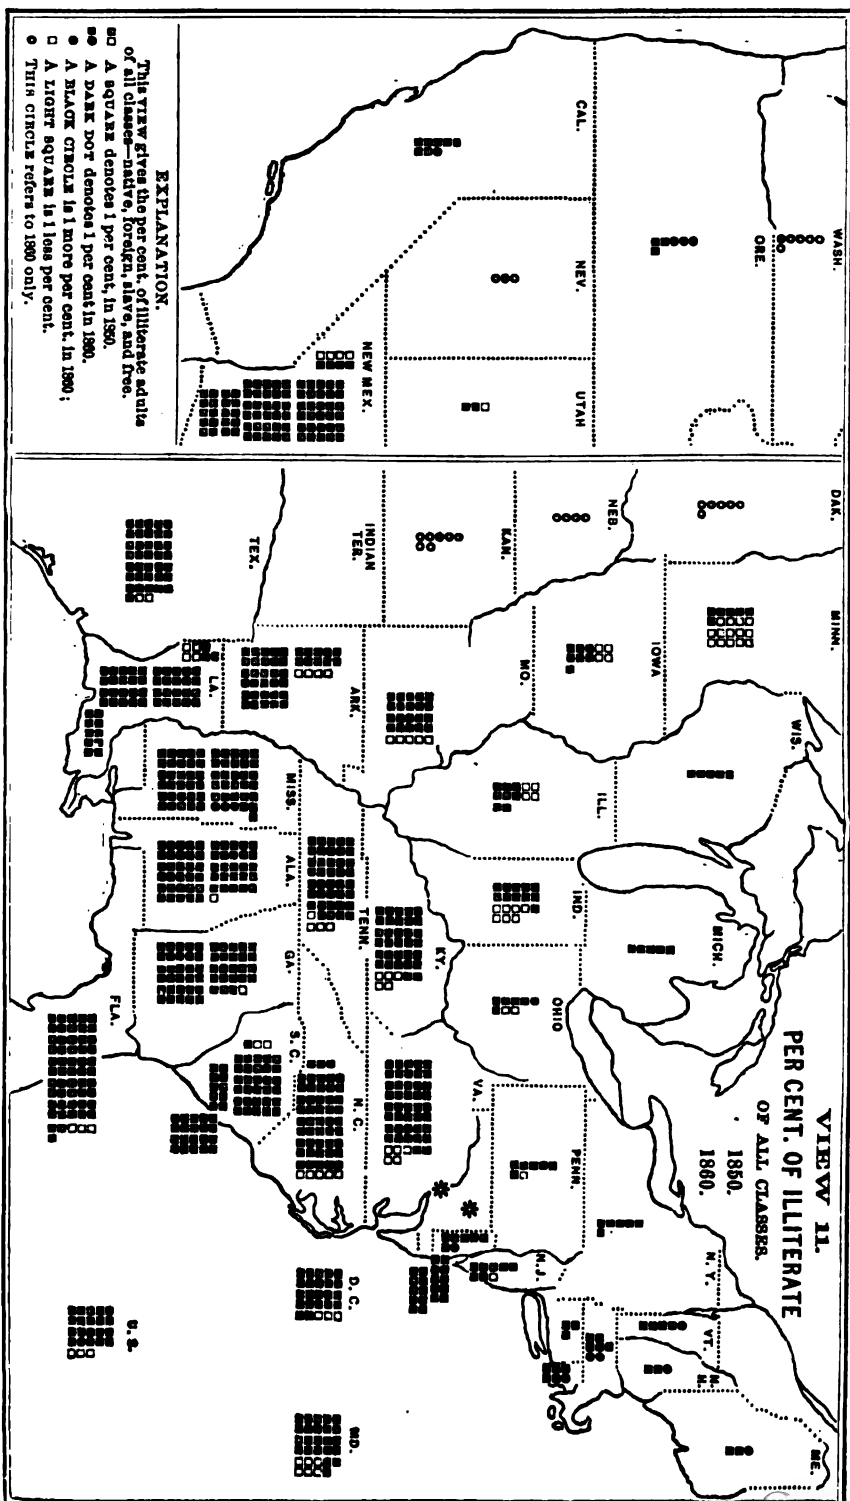 VIEW 11.
PER CENT. OF ILLITERATE
OF ALL CLASSES.
1850.
1860.
WASH.
ORE.
CAL.
NEV.
UTAH
NEW MEX.
DAK.
MINN.
WIS.
MICH.
NEB.
IOWA
KAN.
MO.
ILL.
IND.
OHIO
PENN.
N. Y.
VT.
N. H.
ME.
N. J.
INDIAN
TER.
ARK.
TENN.
KY.
VA.
N. C.
D. C.
MD.
TEX.
LA.
MISS.
ALA.
GA.
S. C.
FLA.
U. S.
EXPLANATION.
This VIEW gives the per cent. of illiterate adults
of all classes—native, foreign, slave, and free.
A SQUARE denotes 1 per cent, in 1850.
A DARK DOT denotes 1 per cent in 1860.
A BLACK CIRCLE is 1 more per cent. in 1860;
A LIGHT SQUARE is 1 less per cent.
THIS CIRCLE refers to 1860 only.